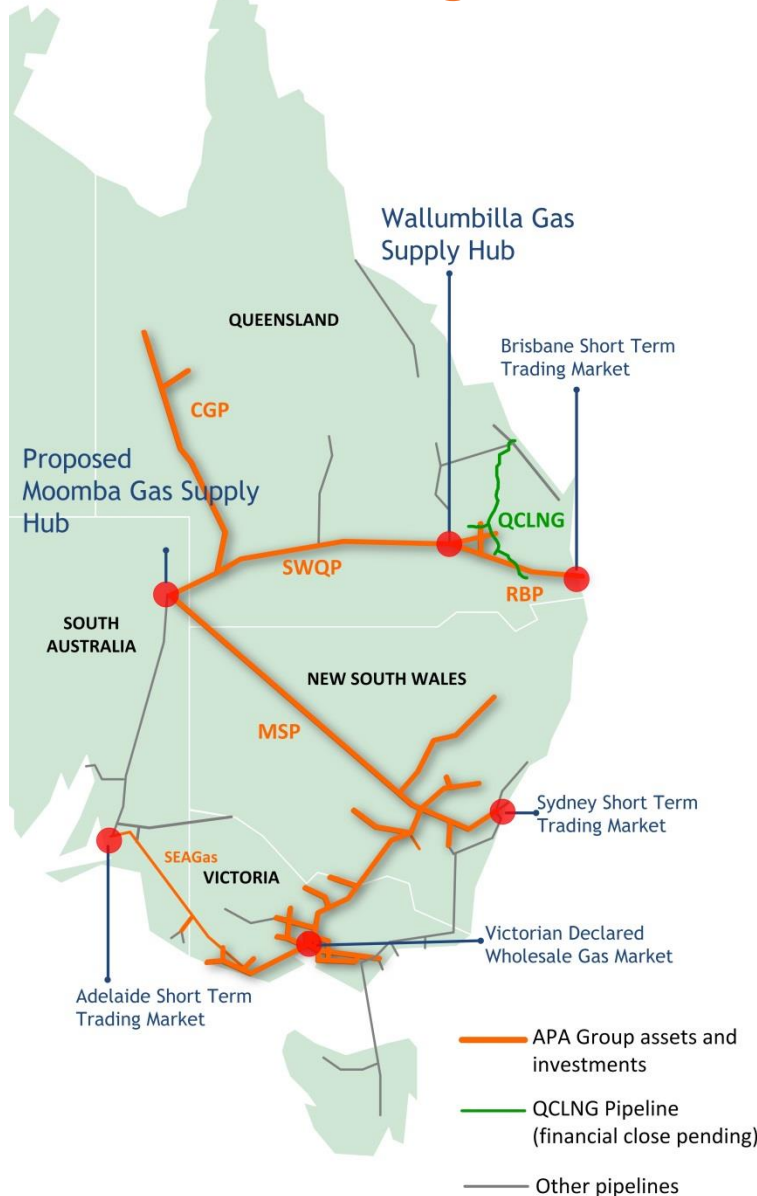 Wallumbilla Gas
Supply Hub
QUEENSLAND
Brisbane Short Term
Trading Market
CGP
Proposed
Moomba Gas Supply
Hub
QCLNG
SWQP
RBP
SOUTH
AUSTRALIA
NEW SOUTH WALES
MSP
Sydney Short Term
Trading Market
SEAGas
VICTORIA
Victorian Declared
Wholesale Gas Market
Adelaide Short Term
Trading Market
APA Group assets and
investments
QCLNG Pipeline
(financial close pending)
Other pipelines